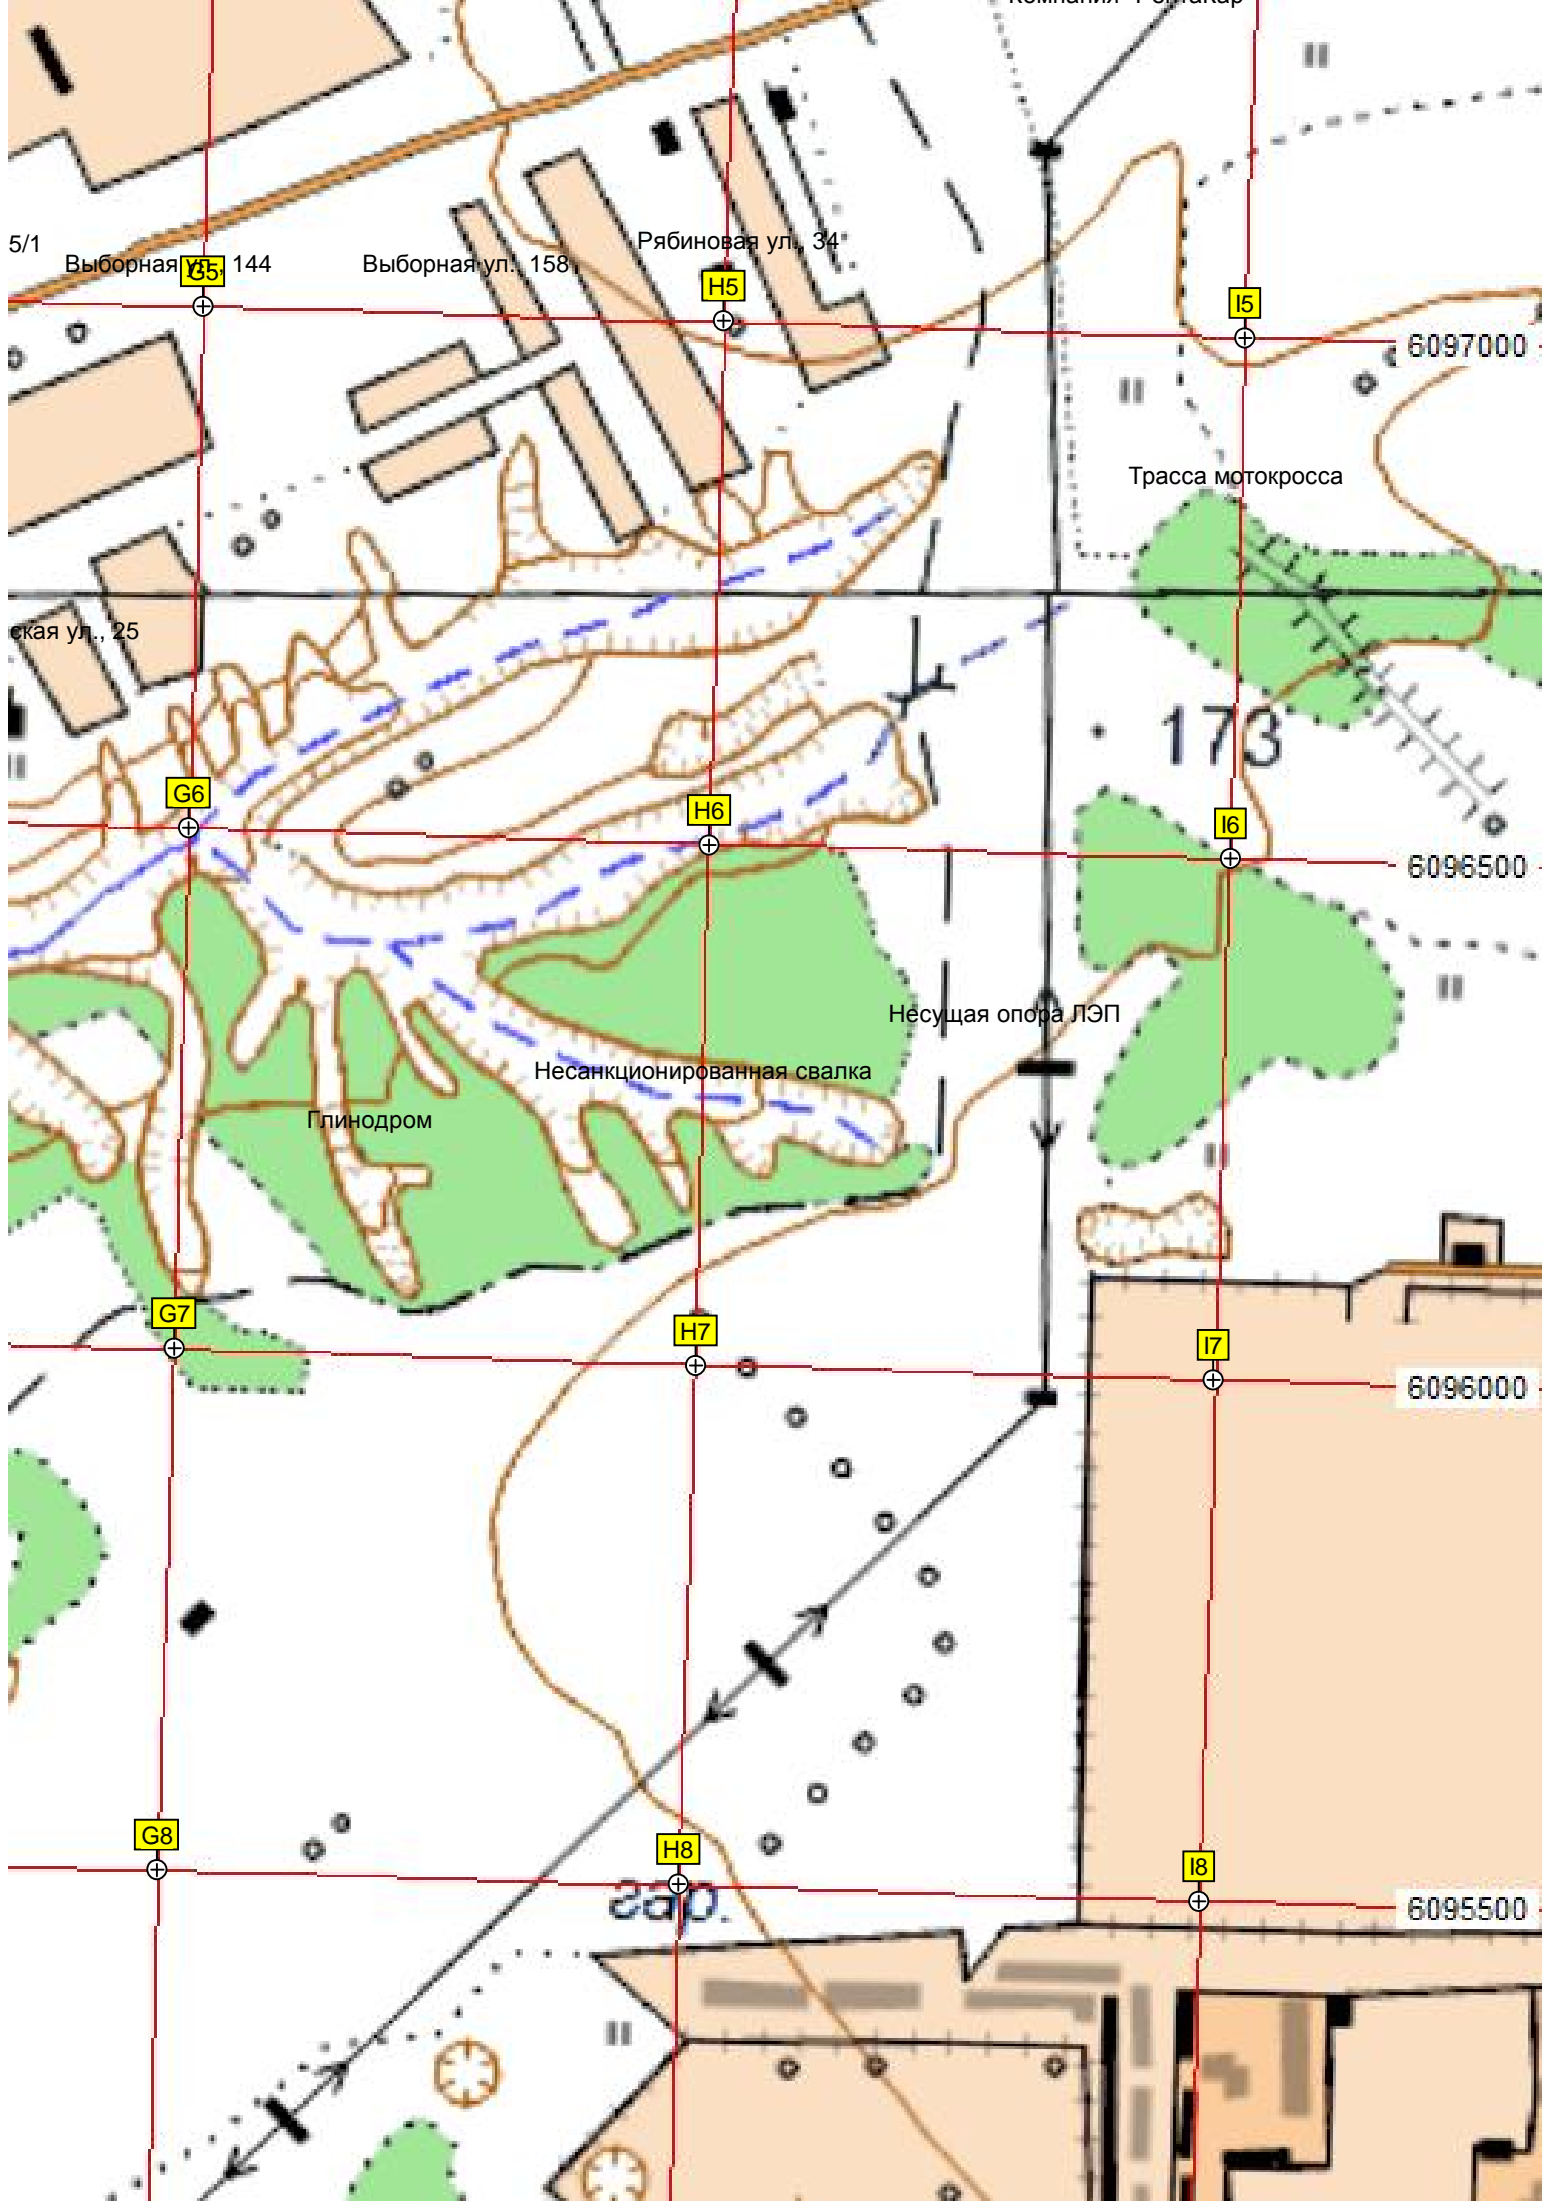 5/1
Выборная ул., 144
G5
Выборная ул., 158
Рябиновая ул., 34
H5
I5
6097000
Трасса мотокросса
ская ул., 25
173
G6
H6
I6
6096500
Несущая опора ЛЭП
Несанкционированная свалка
Глинодром
G7
H7
I7
6096000
G8
H8
I8
гар.
6095500